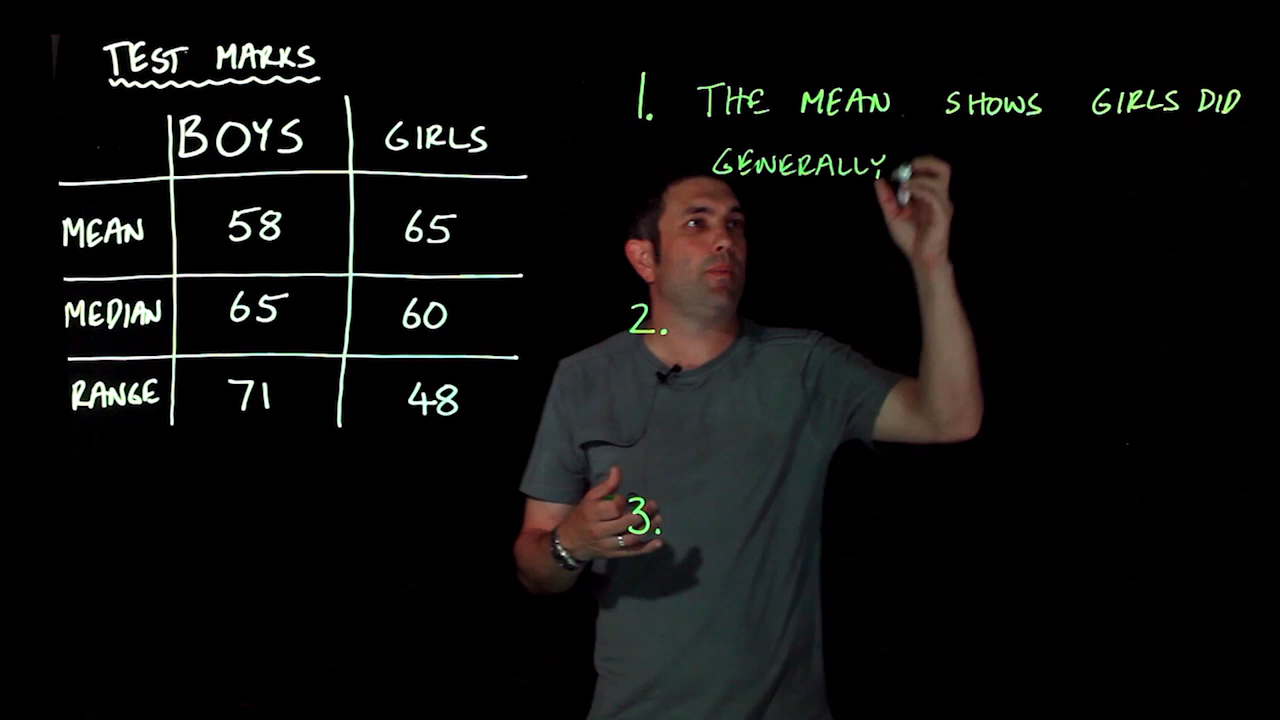 TEST MARKS
BOYS GIRLS
MEAN 58 65
MEDIAN 65 60
RANGE 71 48
1. THE MEAN SHOWS GIRLS DID
GENERALLY
2.
3.